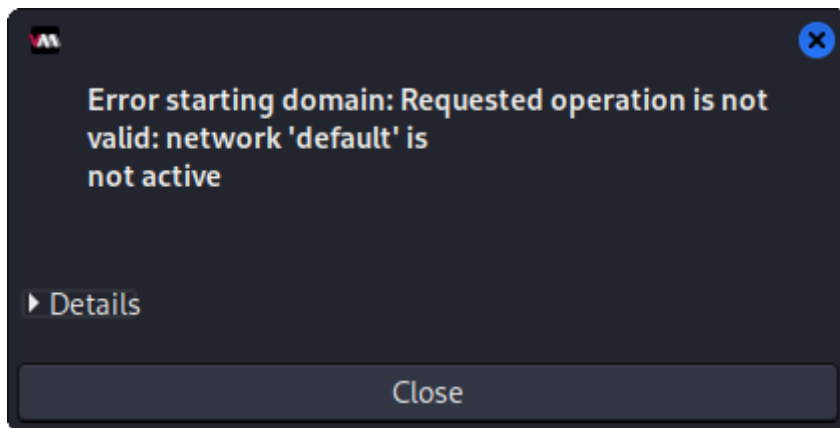 Error starting domain: Requested operation is not
valid: network 'default' is
not active
Details
Close